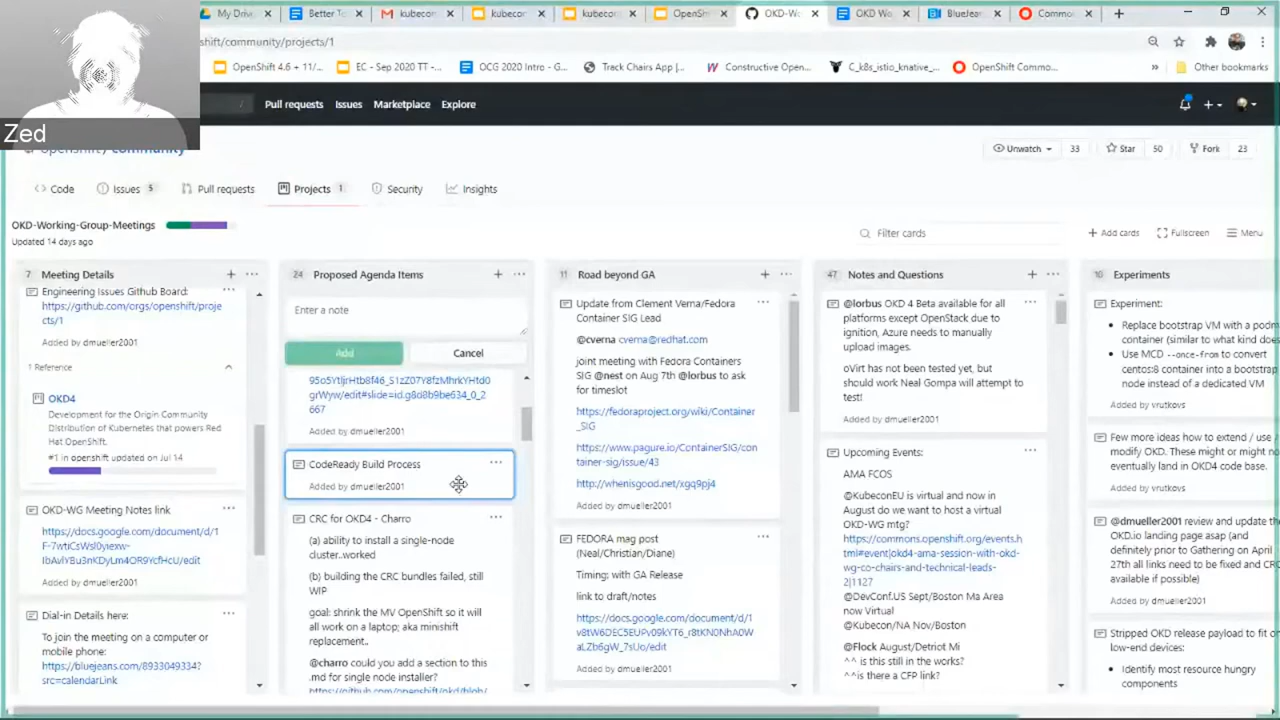 My Driv
Better Te
kubecon
kubecon
kubecon
OpenShi
OKD-Wo
OKD Wo
BlueJean
Commo
shift/community/projects/1
OpenShift 4.6 + 11/...
EC - Sep 2020 TT -...
OCG 2020 Intro - G...
Track Chairs App |...
Constructive Open...
C_k8s_istio_knative_...
OpenShift Commo...
Other bookmarks
Pull requests
Issues
Marketplace
Explore
Zed
openshift / community
Unwatch
33
Star
50
Fork
23
Code
Issues 5
Pull requests
Projects 1
Security
Insights
OKD-Working-Group-Meetings
Updated 14 days ago
Filter cards
Add cards
Fullscreen
Menu
7 Meeting Details
Engineering Issues Github Board:
https://github.com/orgs/openshift/proje
cts/1
Added by dmueller2001
1 Reference
OKD4
Development for the Origin Community
Distribution of Kubernetes that powers Red
Hat OpenShift.
#1 in openshift updated on Jul 14
OKD-WG Meeting Notes link
https://docs.google.com/document/d/1
Added by dmueller2001
Dial-in Details here:
To join the meeting on a computer or
mobile phone:
https://bluejeans.com/8933049334?
src=calendarLink
24 Proposed Agenda Items
Enter a note
Add
Cancel
667
Added by dmueller2001
CodeReady Build Process
Added by dmueller2001
CRC for OKD4 - Charro
(a) ability to install a single-node
cluster..worked
(b) building the CRC bundles failed, still
WIP
goal: shrink the MV OpenShift so it will
all work on a laptop; aka minishift
replacement..
@charro could you add a section to this
.md for single node installer?
https://github.com/openshift/okd/blob/
11 Road beyond GA
Update from Clement Verna/Fedora
Container SIG Lead
@cverna cverna@redhat.com
joint meeting with Fedora Containers
SIG @nest on Aug 7th @lorbus to ask
for timeslot
https://fedoraproject.org/wiki/Container
_SIG
https://www.pagure.io/ContainerSIG/con
tainer-sig/issue/43
http://whenisgood.net/xgq9pj4
Added by dmueller2001
FEDORA mag post
(Neal/Christian/Diane)
Timing: with GA Release
link to draft/notes
https://docs.google.com/document/d/1
Added by dmueller2001
47 Notes and Questions
@lorbus OKD 4 Beta available for all
platforms except OpenStack due to
ignition, Azure needs to manually
upload images.
oVirt has not been tested yet, but
should work Neal Gompa will attempt to
test!
Added by dmueller2001
Upcoming Events:
AMA FCOS
@KubeconEU is virtual and now in
August do we want to host a virtual
OKD-WG mtg?
https://commons.openshift.org/events.h
tml#event|okd4-ama-session-with-okd-
wg-co-chairs-and-technical-leads-
2|1127
@DevConf.US Sept/Boston Ma Area
now Virtual
@Kubecon/NA Nov/Boston
@Flock August/Detriot Mi
^^ is this still in the works?
^^is there a CFP link?
10 Experiments
Experiment:
Replace bootstrap VM with a podm
container (similar to what kind does
Use MCD --once-from to convert
centos:8 container into a bootstrap
node instead of a dedicated VM
Added by vrutkovs
Few more ideas how to extend / use /
modify OKD. These might or might no
eventually land in OKD4 code base.
Added by vrutkovs
@dmueller2001 review and update th
OKD.io landing page asap (and
definitely prior to Gathering on April
27th all links need to be fixed and CRC
available if possible)
Added by dmueller2001
Stripped OKD release payload to fit o
low-end devices:
Identify most resource hungry
components